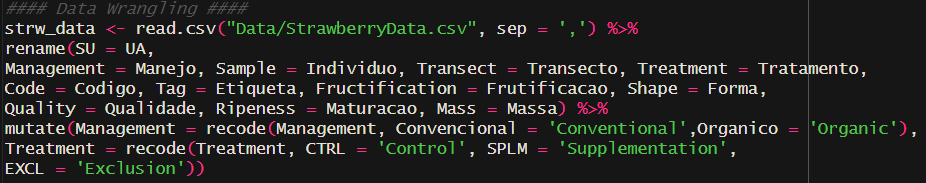 #### Data Wrangling ####
strw_data <- read.csv("Data/StrawberryData.csv", sep = ',') %>%
rename(SU = UA,
Management = Manejo, Sample = Individuo, Transect = Transecto, Treatment = Tratamento,
Code = Codigo, Tag = Etiqueta, Fructification = Frutificacao, Shape = Forma,
Quality = Qualidade, Ripeness = Maturacao, Mass = Massa) %>%
mutate(Management = recode(Management, Convencional = 'Conventional',Organico = 'Organic'),
Treatment = recode(Treatment, CTRL = 'Control', SPLM = 'Supplementation',
EXCL = 'Exclusion'))